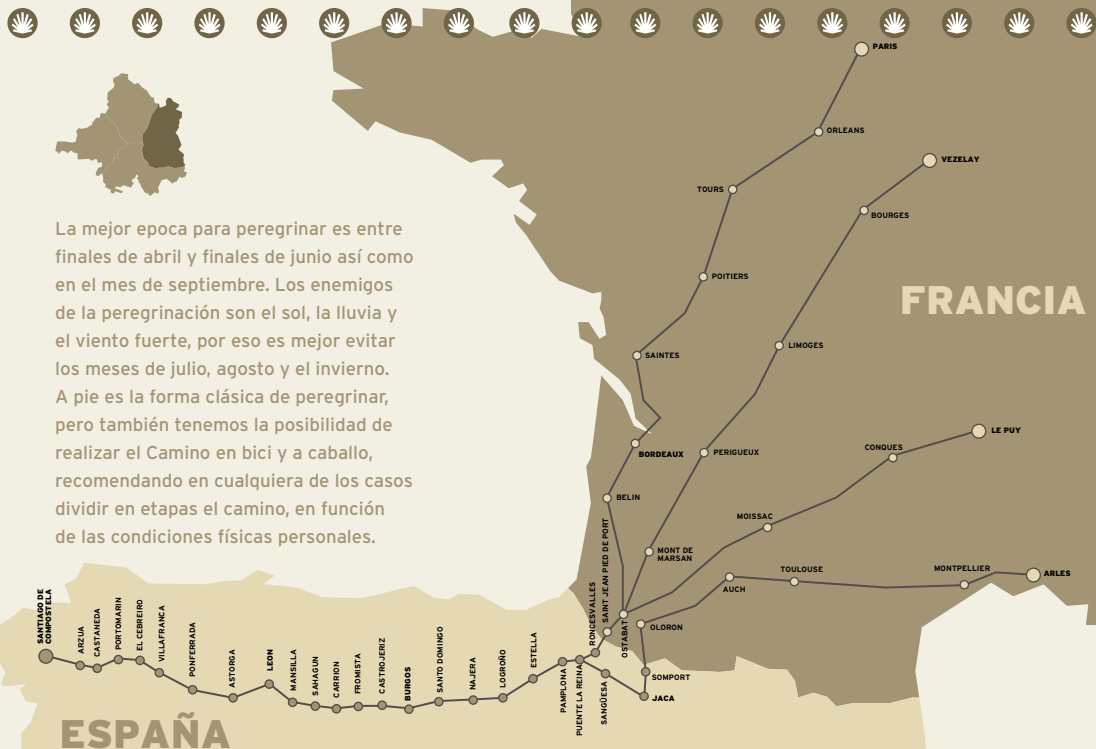 La mejor epoca para peregrinar es entre
finales de abril y finales de junio así como
en el mes de septiembre. Los enemigos
de la peregrinación son el sol, la lluvia y
el viento fuerte, por eso es mejor evitar
los meses de julio, agosto y el invierno.
A pie es la forma clásica de peregrinar,
pero también tenemos la posibilidad de
realizar el Camino en bici y a caballo,
recomendando en cualquiera de los casos
dividir en etapas el camino, en función
de las condiciones físicas personales.
PARIS
ORLEANS
TOURS
POITIERS
SAINTES
BORDEAUX
BELIN
VEZELAY
BOURGES
LIMOGES
PERIGUEUX
MONT DE
MARSAN
FRANCIA
LE PUY
CONQUES
MOISSAC
ARLES
MONTPELLIER
TOULOUSE
AUCH
OLORON
SOMPORT
JACA
OSTABAT
SAINT JEAN PIED DE PORT
RONCESVALLES
SANGÜESA
PUENTE LA REINA
PAMPLONA
ESTELLA
LOGROÑO
NAJERA
SANTO DOMINGO
BURGOS
CASTROJERIZ
FROMISTA
CARRION
SAHAGUN
MANSILLA
LEON
ASTORGA
PONFERRADA
VILLAFRANCA
EL CEBREIRO
PORTOMARIN
CASTANEDA
ARZUA
SANTIAGO DE
COMPOSTELA
ESPAÑA